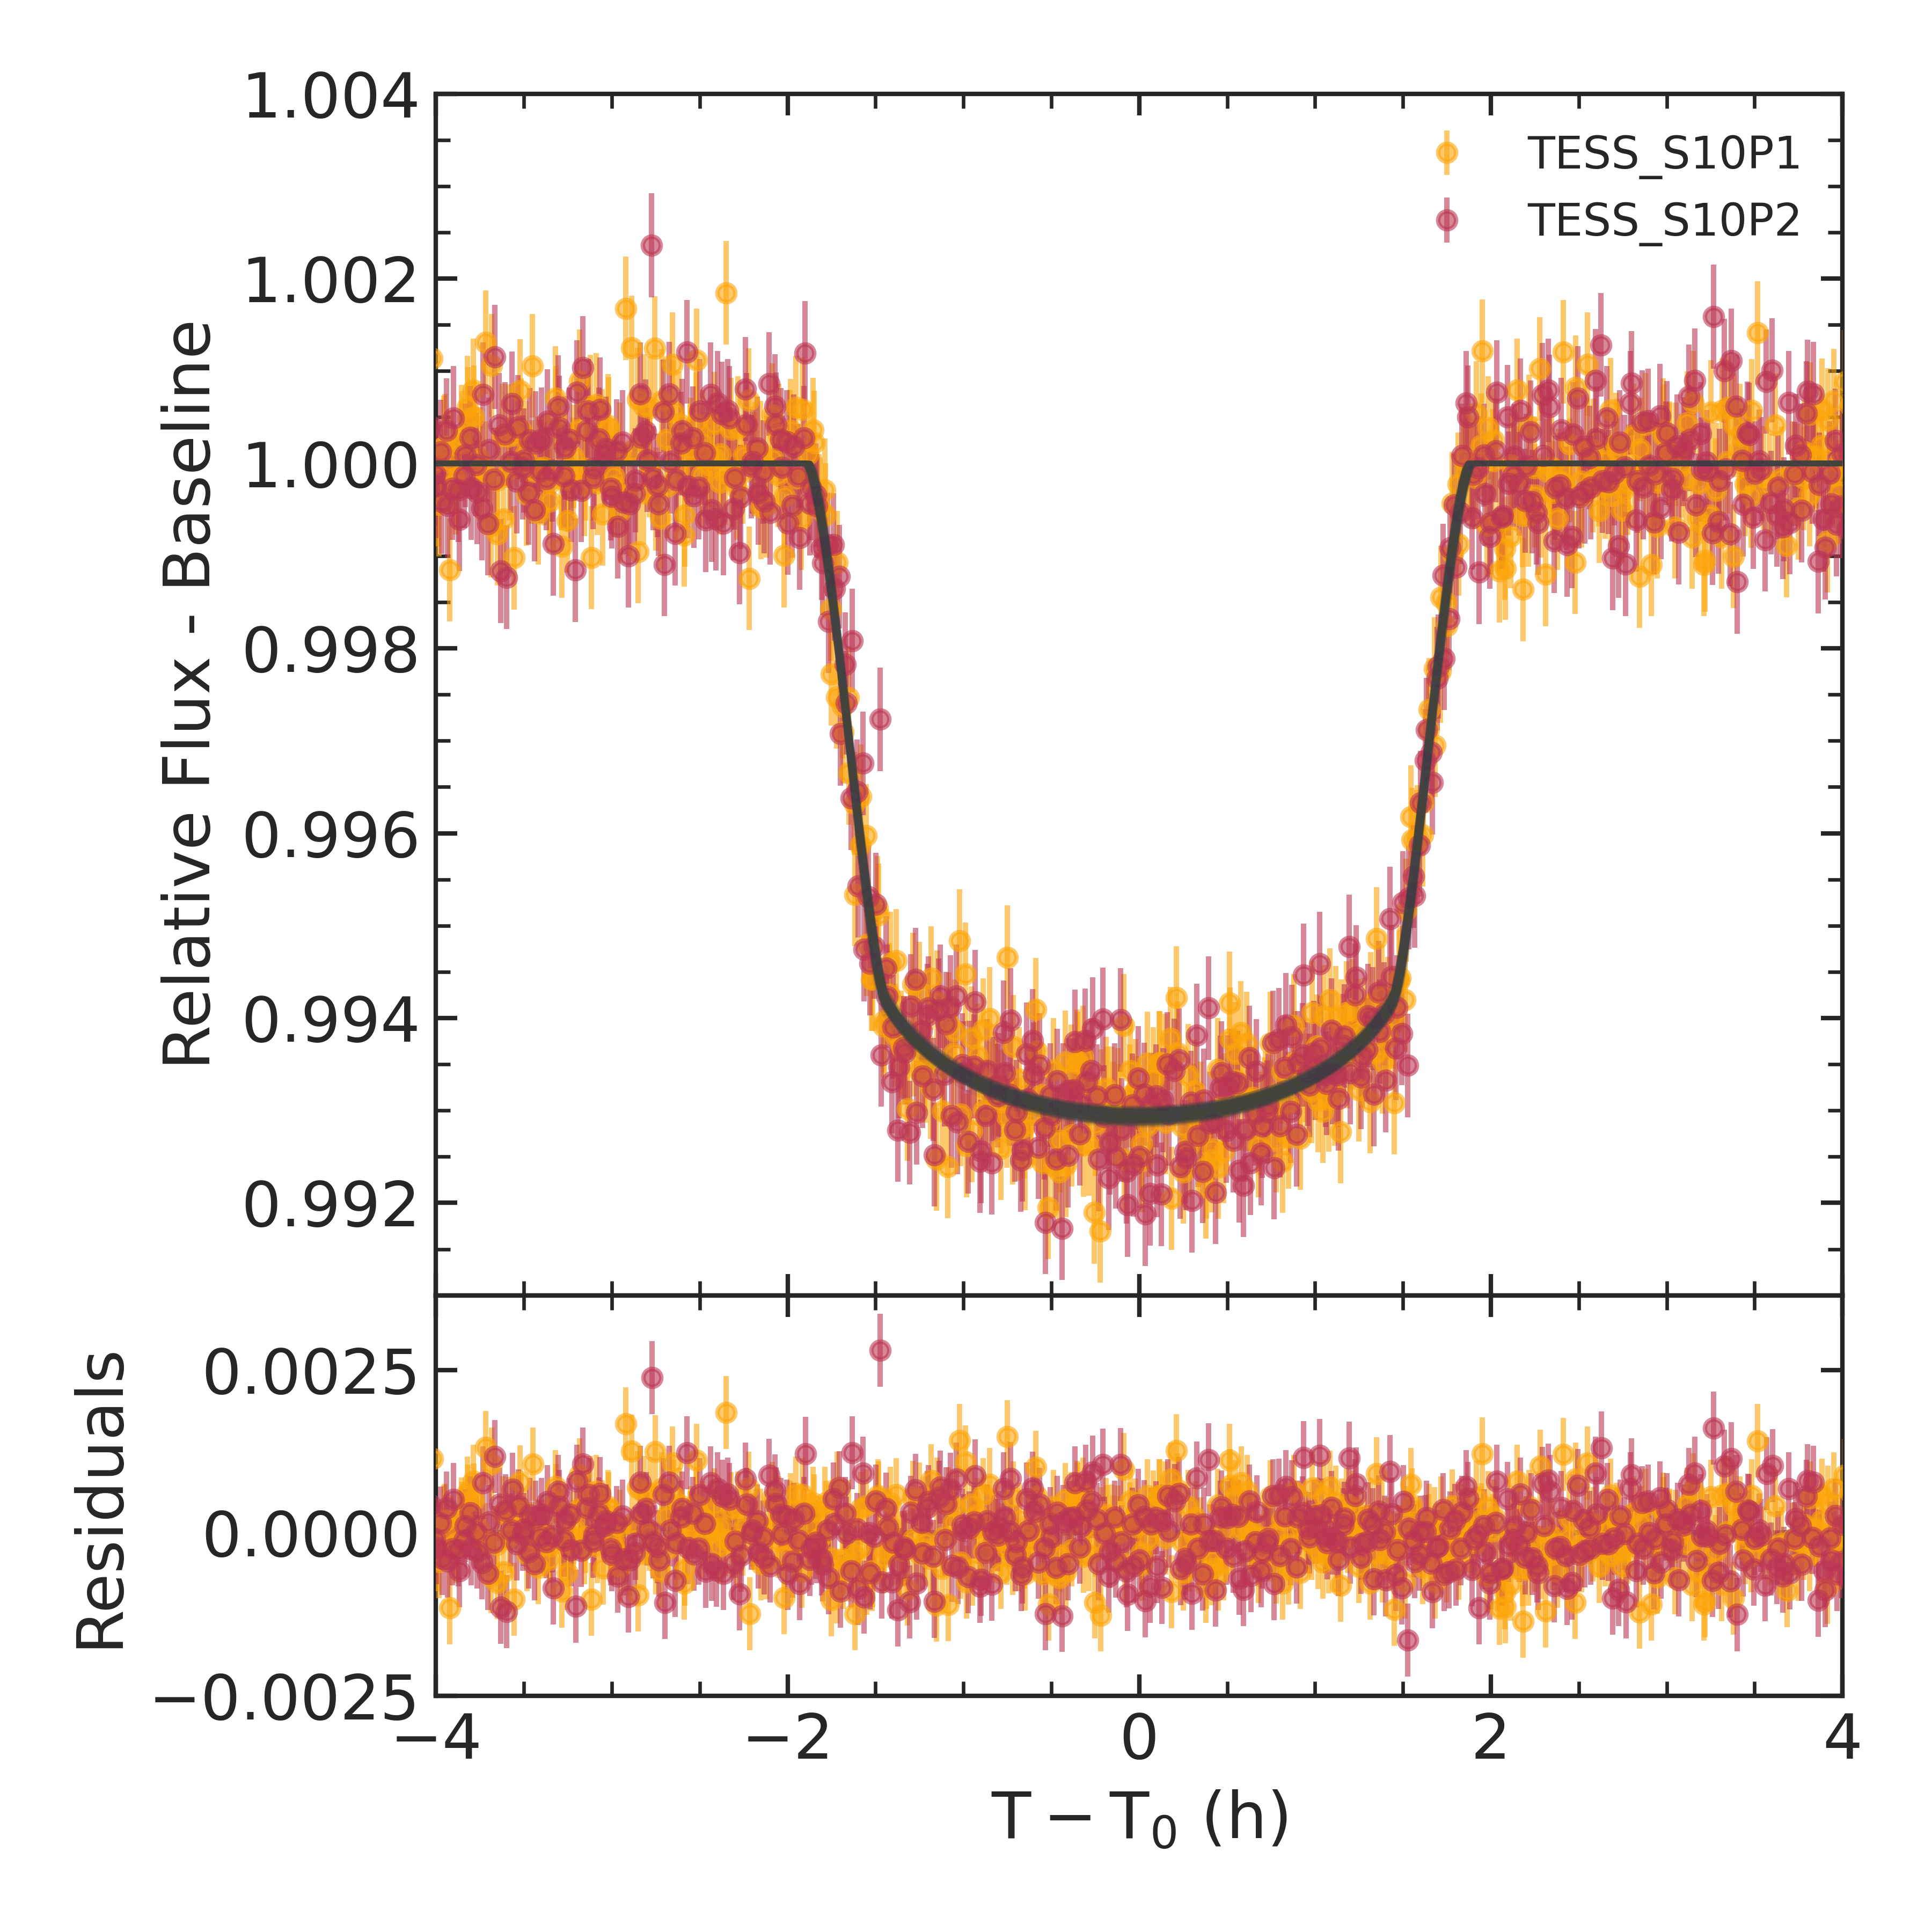 1.004
1.002
1.000
0.998
0.996
0.994
0.992
Relative Flux - Baseline
TESS_S10P1
TESS_S10P2
0.0025
0.0000
−0.0025
Residuals
−4 −2 0 2 4
T − T₀ (h)